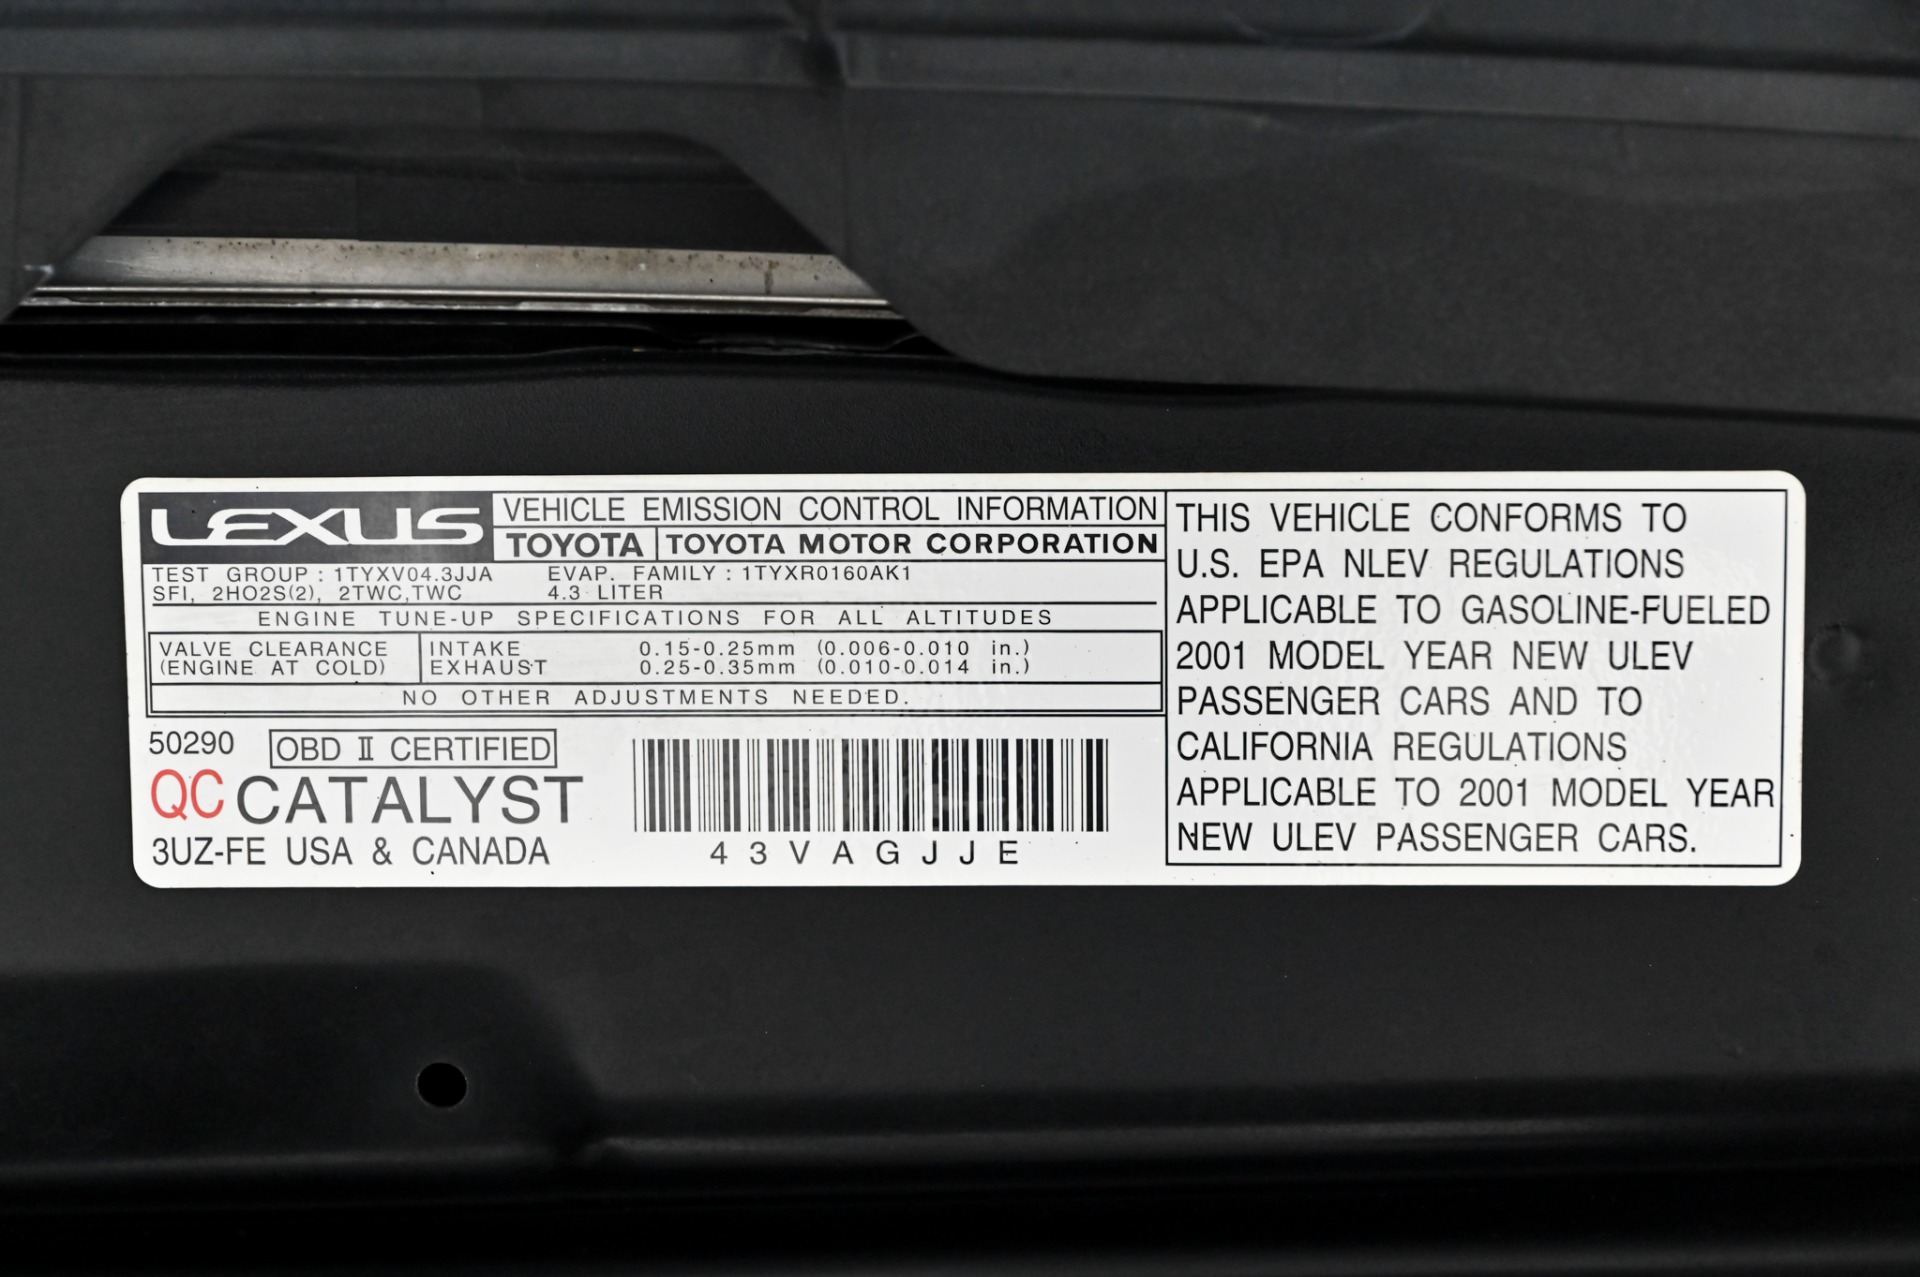 LEXUS
VEHICLE EMISSION CONTROL INFORMATION
TOYOTA TOYOTA MOTOR CORPORATION
TEST GROUP : 1TYXV04.3JJA EVAP. FAMILY : 1TYXR0160AK1
SFI, 2HO2S(2), 2TWC,TWC 4.3 LITER
ENGINE TUNE-UP SPECIFICATIONS FOR ALL ALTITUDES
VALVE CLEARANCE INTAKE 0.15-0.25mm (0.006-0.010 in.)
(ENGINE AT COLD) EXHAUST 0.25-0.35mm (0.010-0.014 in.)
NO OTHER ADJUSTMENTS NEEDED.
50290 OBD II CERTIFIED
QC CATALYST
3UZ-FE USA & CANADA
43VAGJJE
THIS VEHICLE CONFORMS TO
U.S. EPA NLEV REGULATIONS
APPLICABLE TO GASOLINE-FUELED
2001 MODEL YEAR NEW ULEV
PASSENGER CARS AND TO
CALIFORNIA REGULATIONS
APPLICABLE TO 2001 MODEL YEAR
NEW ULEV PASSENGER CARS.